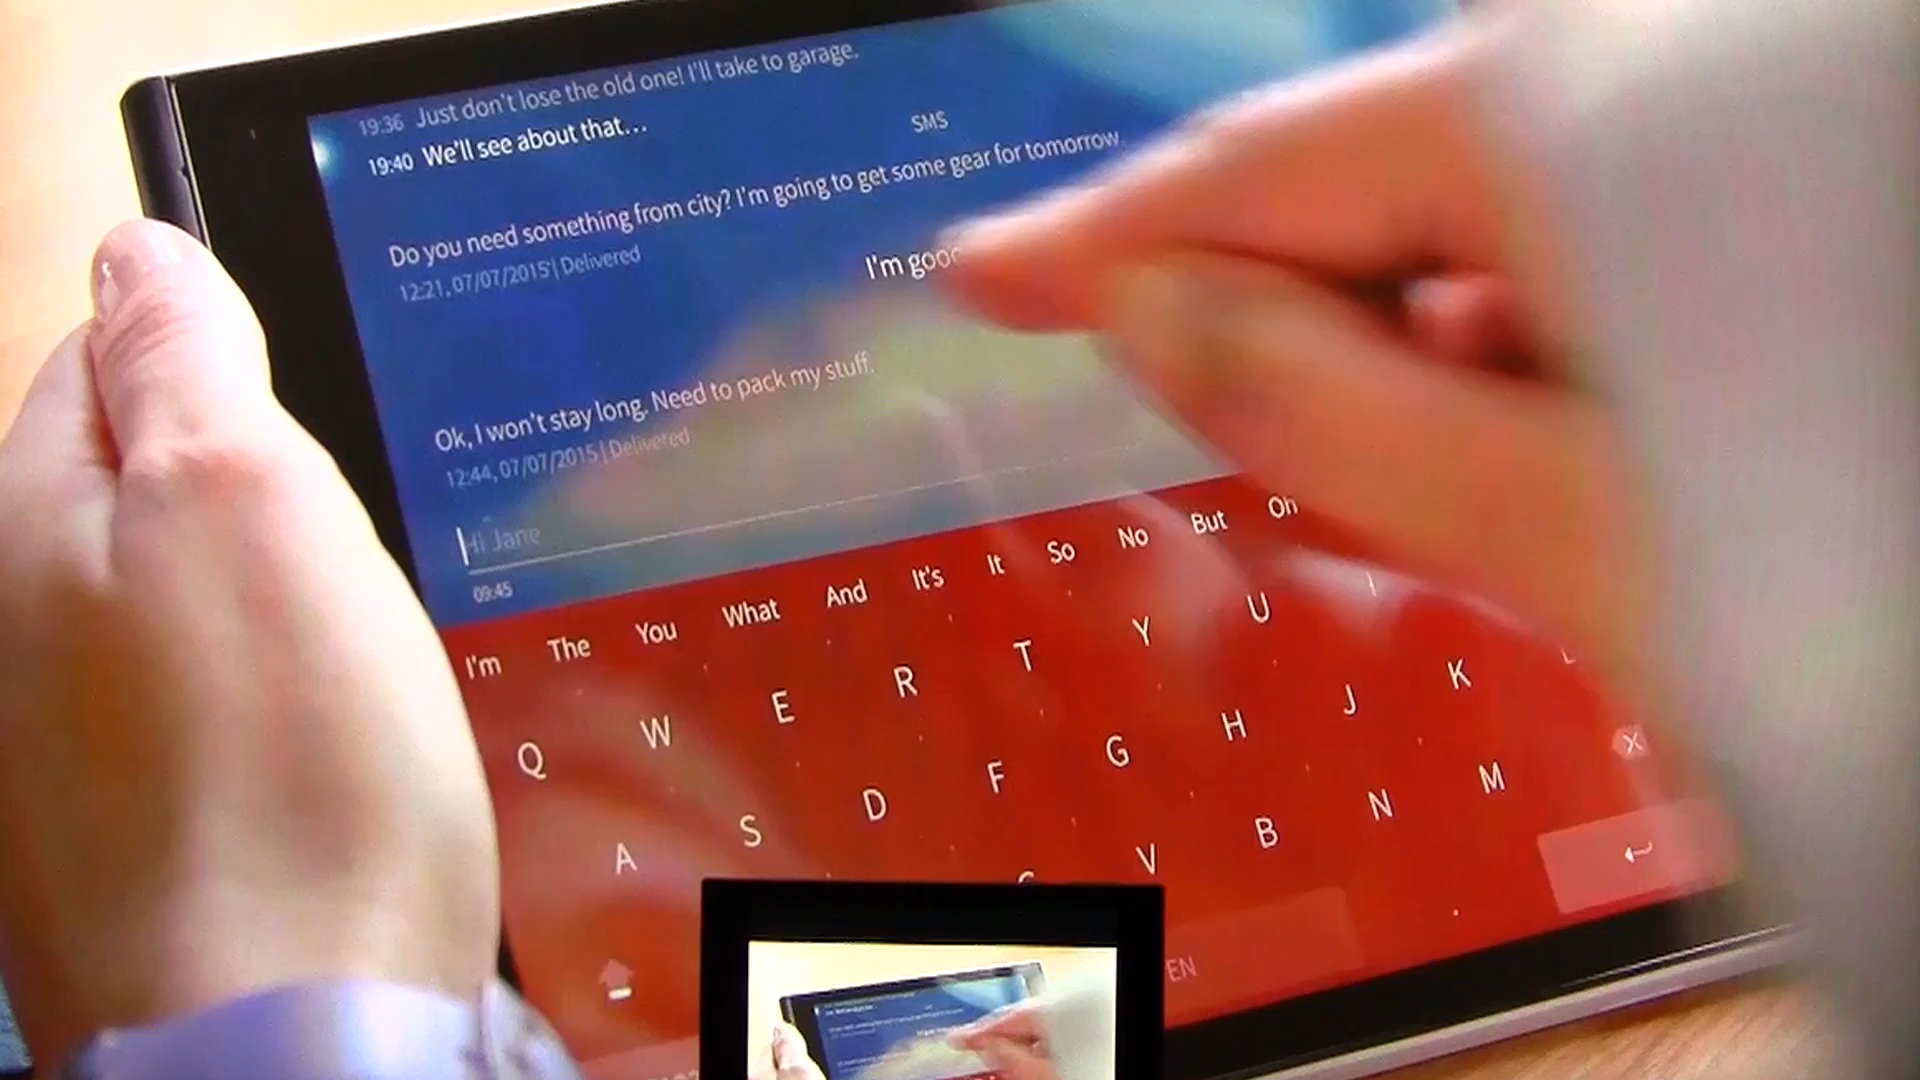 19:36 Just don't lose the old one! I'll take to garage.
19:40 We'll see about that...
SMS
Do you need something from city? I'm going to get some gear for tomorrow.
12:21, 07/07/2015 | Delivered
I'm good
Ok, I won't stay long. Need to pack my stuff.
12:44, 07/07/2015 | Delivered
Hi Jane
09:45
I'm The You What And It's It So No But Oh
Q W E R T Y U I
A S D F G H J K L
V B N M
EN